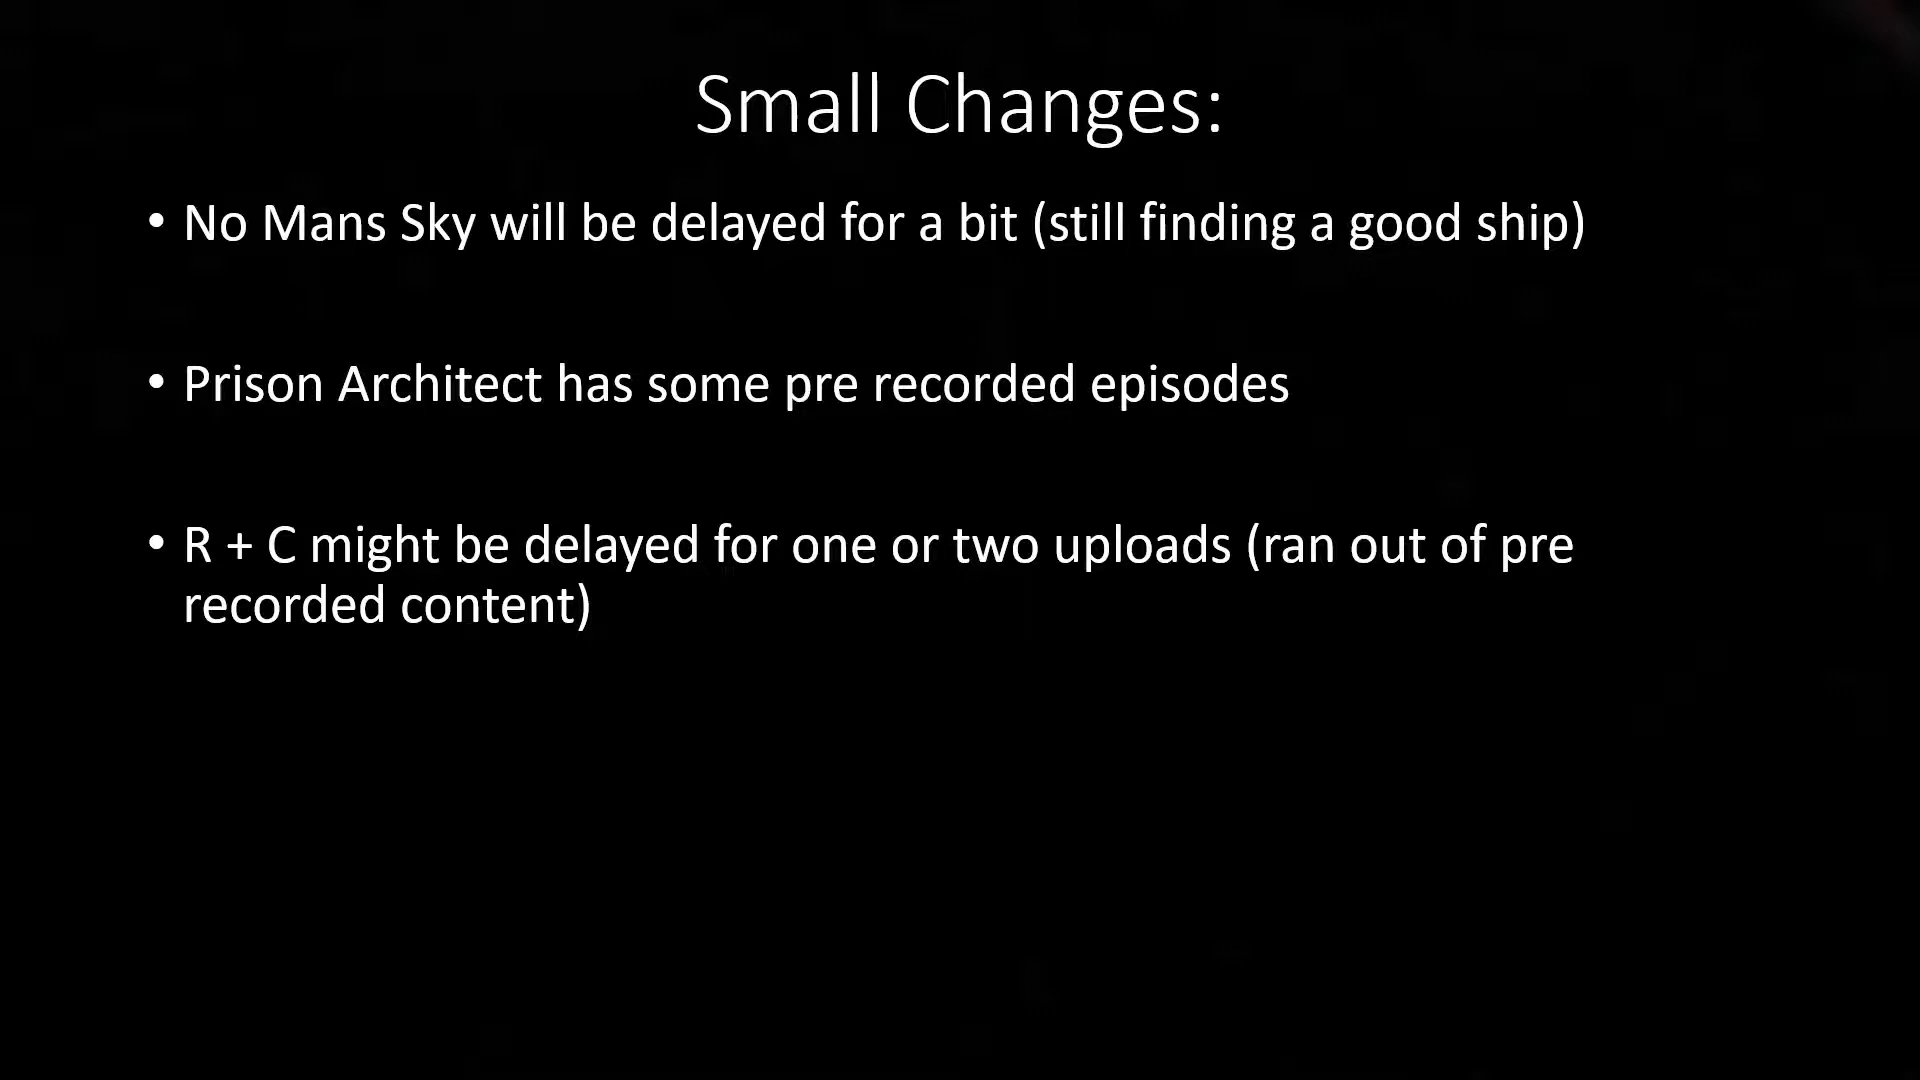 Small Changes:
• No Mans Sky will be delayed for a bit (still finding a good ship)
• Prison Architect has some pre recorded episodes
• R + C might be delayed for one or two uploads (ran out of pre
recorded content)